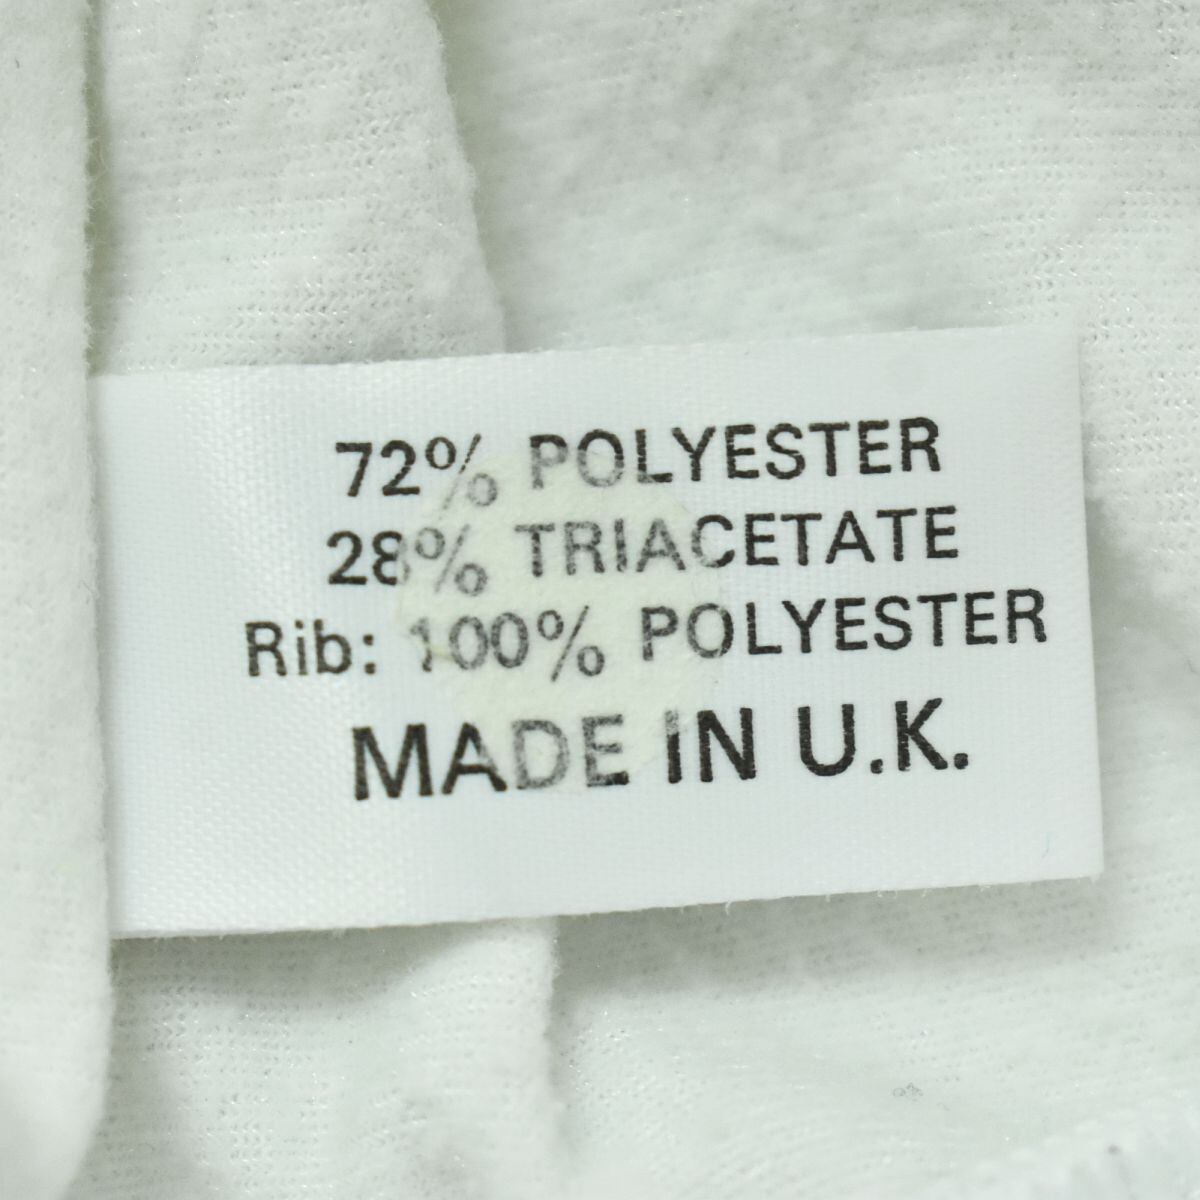 72% POLYESTER
28% TRIACETATE
Rib: 100% POLYESTER
MADE IN U.K.